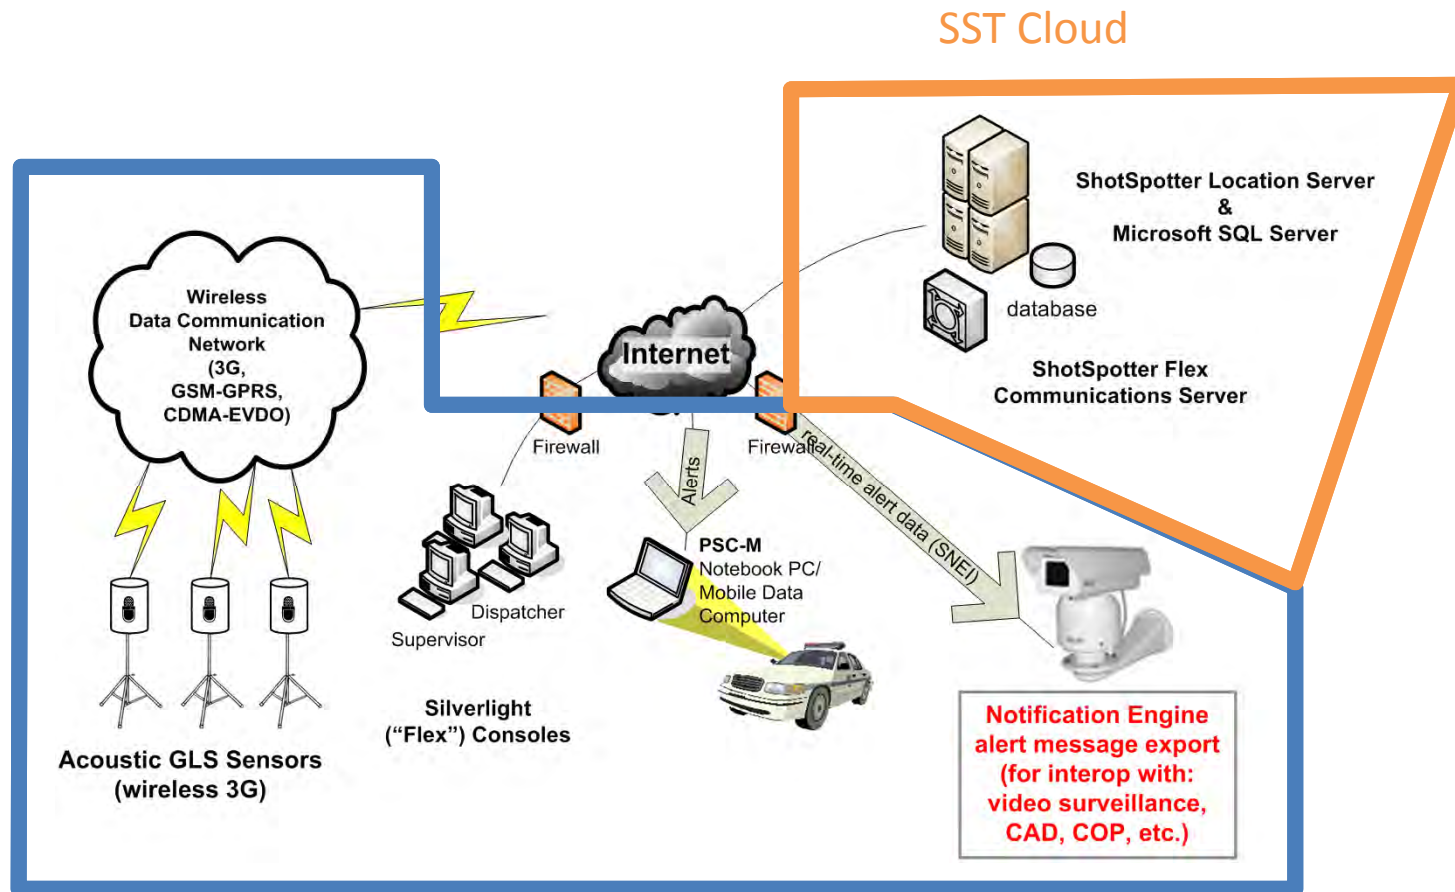 SST Cloud
ShotSpotter Location Server
&
Microsoft SQL Server
database
ShotSpotter Flex
Communications Server
Wireless
Data Communication
Network
(3G,
GSM-GPRS,
CDMA-EVDO)
Internet
Firewall
Firewall
Alerts
real-time alert data (SNEI)
PSC-M
Notebook PC/
Mobile Data
Computer
Dispatcher
Supervisor
Silverlight
(“Flex”) Consoles
Acoustic GLS Sensors
(wireless 3G)
Notification Engine
alert message export
(for interop with:
video surveillance,
CAD, COP, etc.)